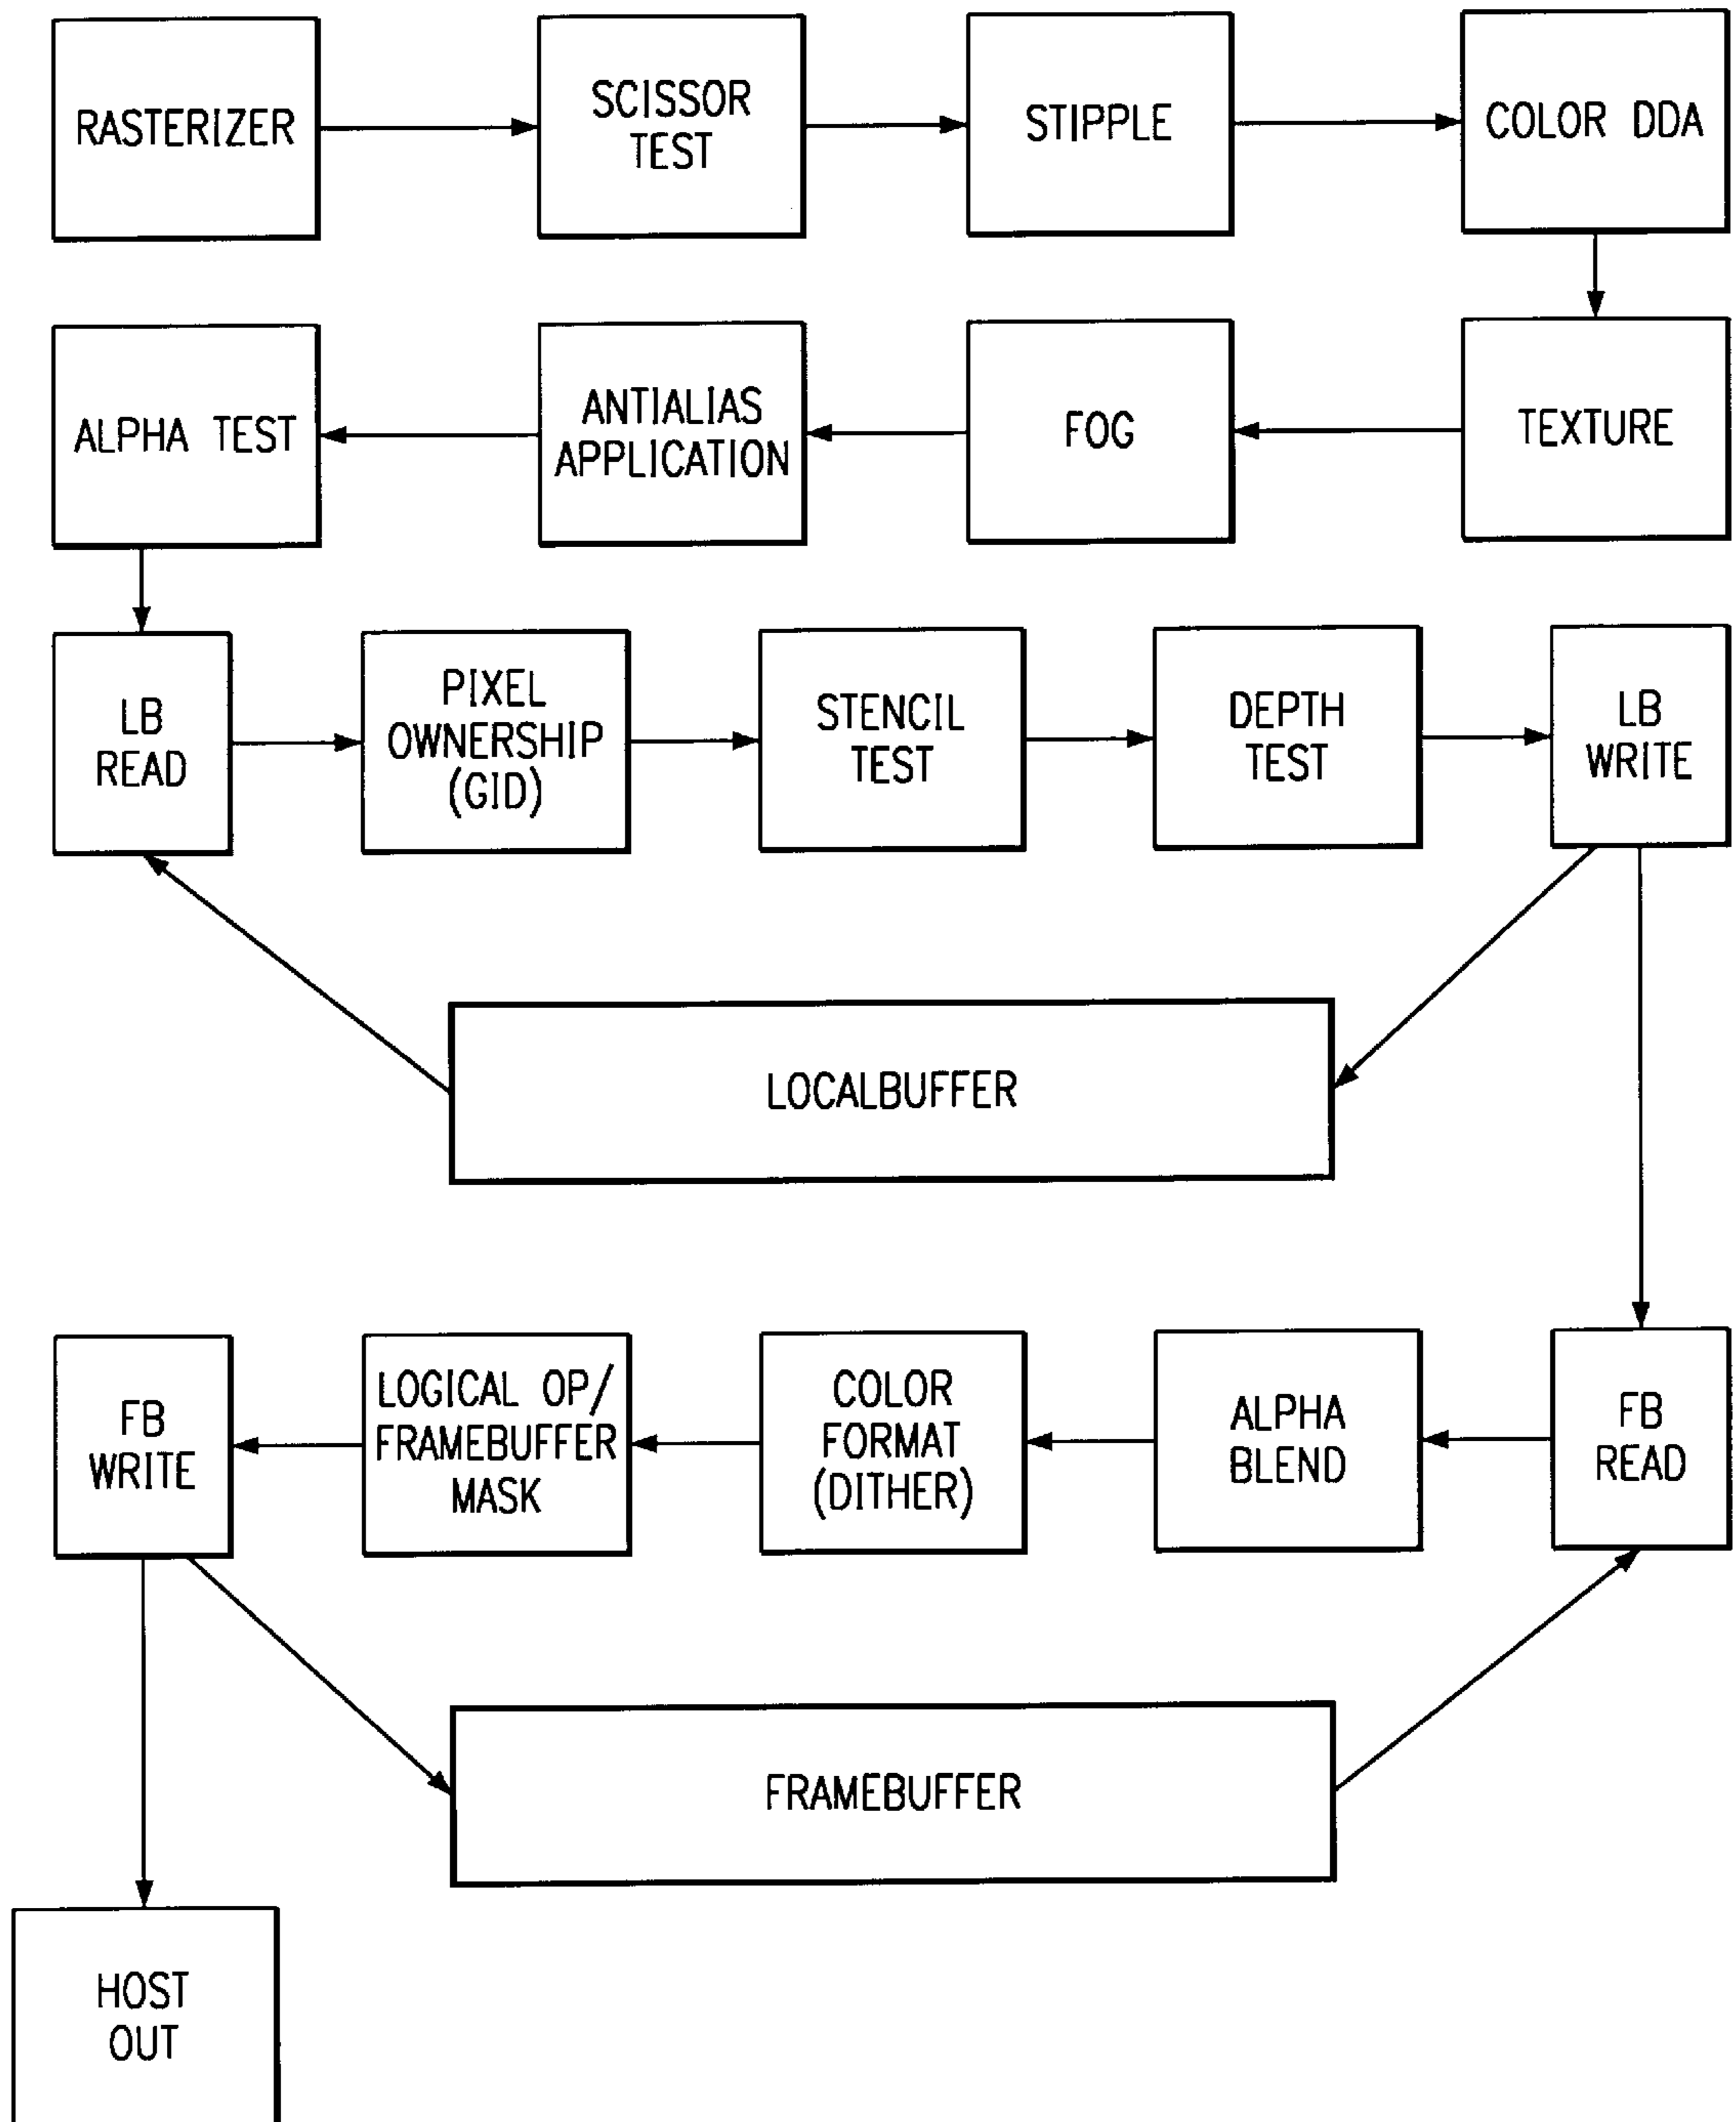 RASTERIZER
SCISSOR
TEST
STIPPLE
COLOR DDA
ALPHA TEST
ANTIALIAS
APPLICATION
FOG
TEXTURE
LB
READ
PIXEL
OWNERSHIP
(GID)
STENCIL
TEST
DEPTH
TEST
LB
WRITE
LOCALBUFFER
FB
WRITE
LOGICAL OP/
FRAMEBUFFER
MASK
COLOR
FORMAT
(DITHER)
ALPHA
BLEND
FB
READ
FRAMEBUFFER
HOST
OUT